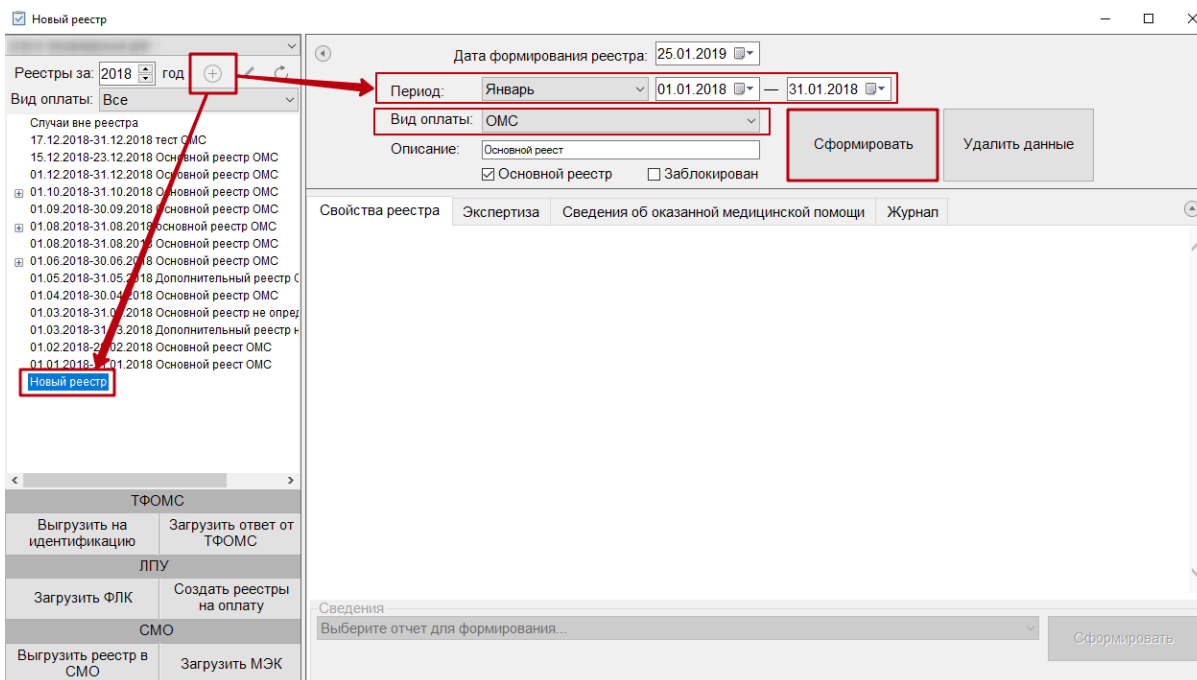 Новый реестр
Реестры за: 2018 год
Вид оплаты: Все
Случаи вне реестра
17.12.2018-31.12.2018 тест ОМС
15.12.2018-23.12.2018 Основной реестр ОМС
01.12.2018-31.12.2018 Основной реестр ОМС
01.10.2018-31.10.2018 Основной реестр ОМС
01.09.2018-30.09.2018 Основной реестр ОМС
01.08.2018-31.08.2018 основной реестр ОМС
01.08.2018-31.08.2018 Основной реестр ОМС
01.06.2018-30.06.2018 Основной реестр ОМС
01.05.2018-31.05.2018 Дополнительный реестр
01.04.2018-30.04.2018 Основной реестр ОМС
01.03.2018-31.03.2018 Основной реестр не опред
01.03.2018-31.03.2018 Дополнительный реестр н
01.02.2018-28.02.2018 Основной реест ОМС
01.01.2018-31.01.2018 Основной реест ОМС
Новый реестр
ТФОМС
Выгрузить на
идентификацию
Загрузить ответ от
ТФОМС
ЛПУ
Загрузить ФЛК
Создать реестры
на оплату
СМО
Выгрузить реестр в
СМО
Загрузить МЭК
Дата формирования реестра: 25.01.2019
Период: Январь 01.01.2018 — 31.01.2018
Вид оплаты: ОМС
Описание: Основной реест
Основной реестр Заблокирован
Сформировать
Удалить данные
Свойства реестра Экспертиза Сведения об оказанной медицинской помощи Журнал
Сведения
Выберите отчет для формирования...
Сформировать